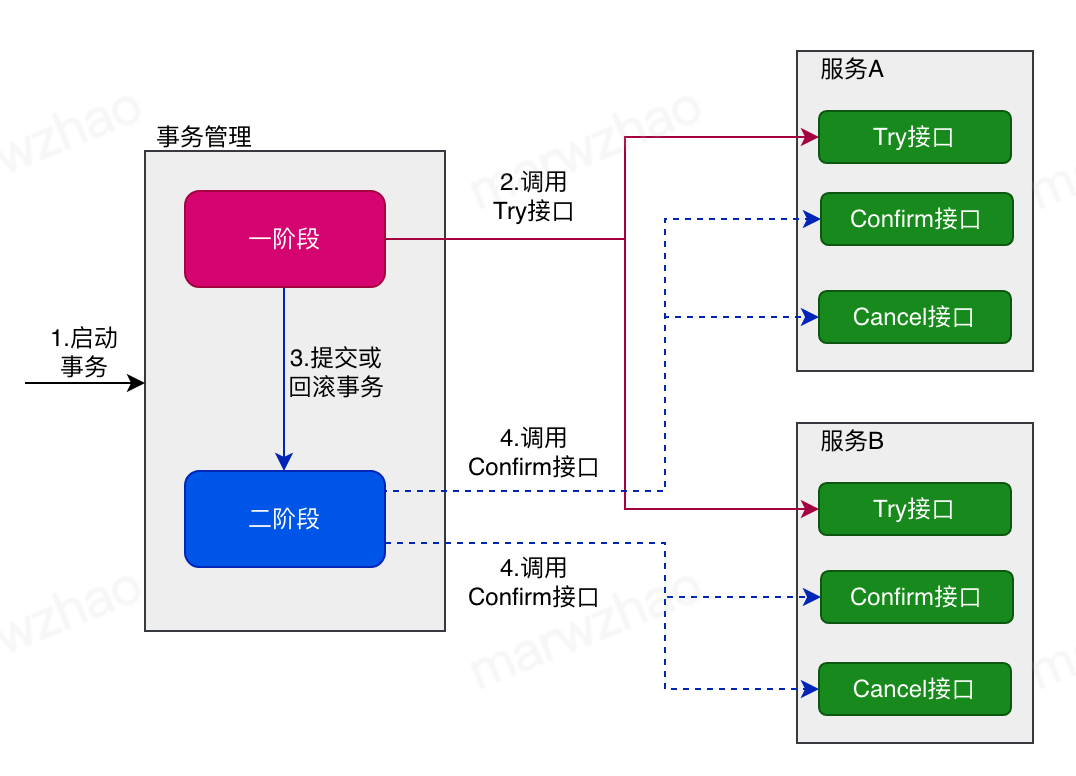 服务A
Try接口
Confirm接口
Cancel接口
事务管理
一阶段
2.调用
Try接口
1.启动
事务
3.提交或
回滚事务
4.调用
Confirm接口
二阶段
4.调用
Confirm接口
服务B
Try接口
Confirm接口
Cancel接口
wzhao
marwzhao
ma
wzhao
marwzhao
ma